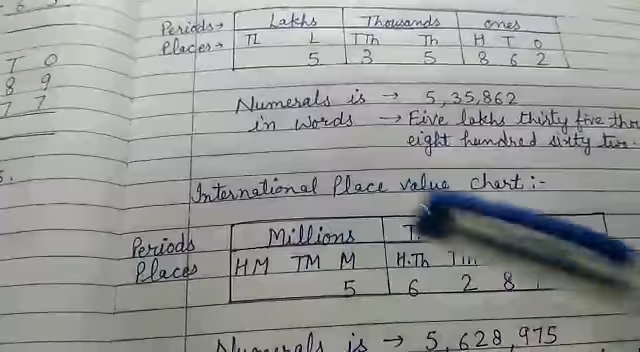 Periods → Lakhs Thousands ones
Places → TL L TTh Th H T O
5 3 5 8 6 2
T O
8 9
7 7
Numerals is → 5,35,862
in words → Five lakhs thirty five thou
eight hundred sixty two.
International Place value chart :-
Periods Millions
Places HM TM M H.Th
5 6 2 8
Numerals is → 5,628,975